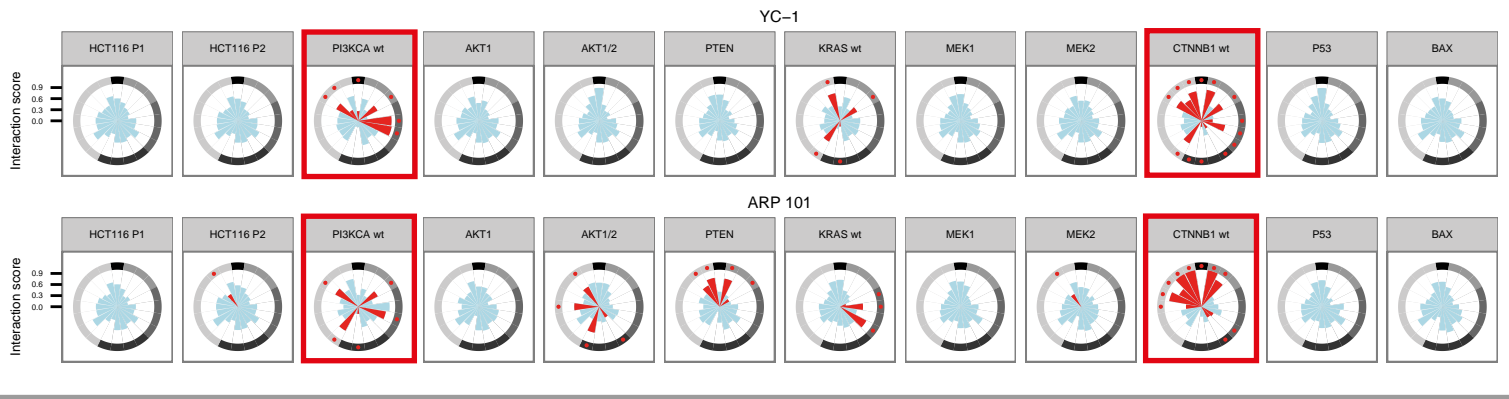 YC−1
HCT116 P1 HCT116 P2 PI3KCA wt AKT1 AKT1/2 PTEN KRAS wt MEK1 MEK2 CTNNB1 wt P53 BAX
Interaction score
0.9
0.6
0.3
0.0
ARP 101
HCT116 P1 HCT116 P2 PI3KCA wt AKT1 AKT1/2 PTEN KRAS wt MEK1 MEK2 CTNNB1 wt P53 BAX
Interaction score
0.9
0.6
0.3
0.0